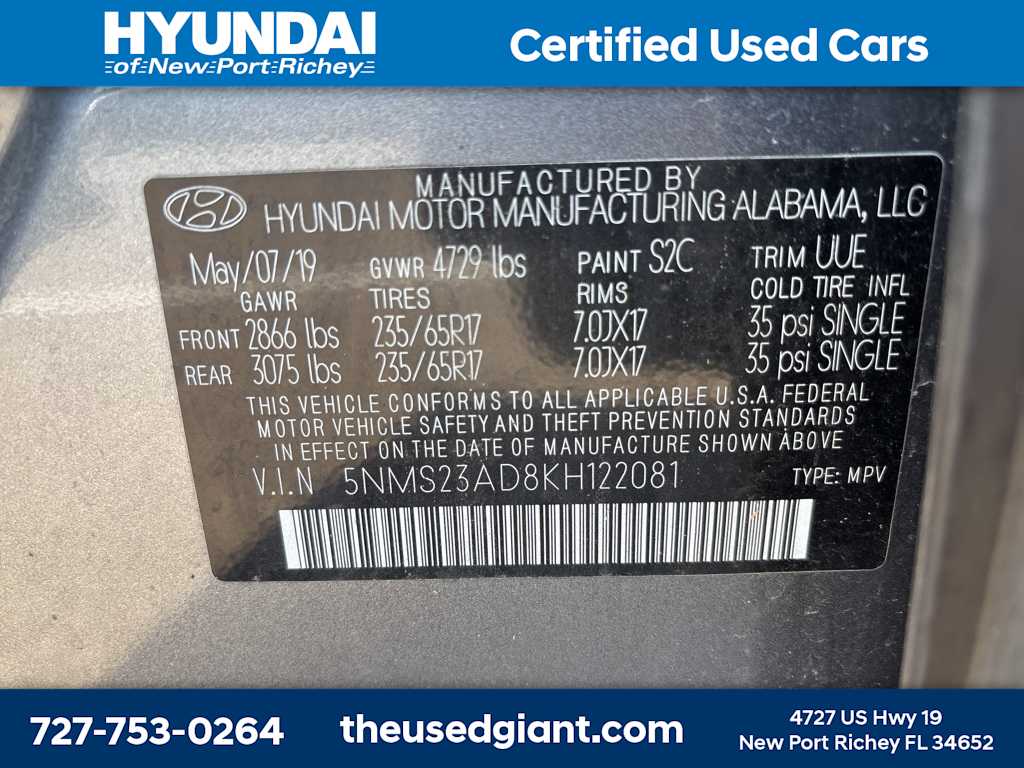 HYUNDAI
of New Port Richey
Certified Used Cars
MANUFACTURED BY
HYUNDAI MOTOR MANUFACTURING ALABAMA, LLC
May/07/19 GVWR 4729 lbs PAINT S2C TRIM UUE
GAWR TIRES RIMS COLD TIRE INFL
FRONT 2866 lbs 235/65R17 7.0JX17 35 psi SINGLE
REAR 3075 lbs 235/65R17 7.0JX17 35 psi SINGLE
THIS VEHICLE CONFORMS TO ALL APPLICABLE U.S.A. FEDERAL
MOTOR VEHICLE SAFETY AND THEFT PREVENTION STANDARDS
IN EFFECT ON THE DATE OF MANUFACTURE SHOWN ABOVE
V.I.N 5NMS23AD8KH122081 TYPE: MPV
727-753-0264
theusedgiant.com
4727 US Hwy 19
New Port Richey FL 34652